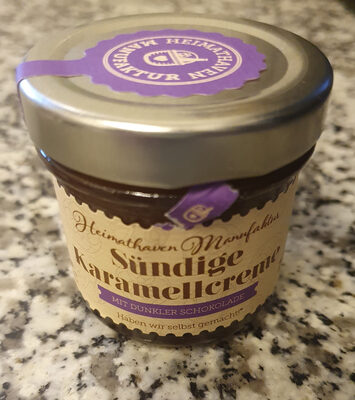 HEIMATHAVEN
MANUFAKTUR
Heimathaven Manufaktur
Sündige
Karamellcreme
MIT DUNKLER SCHOKOLADE
Haben wir selbst gemacht*